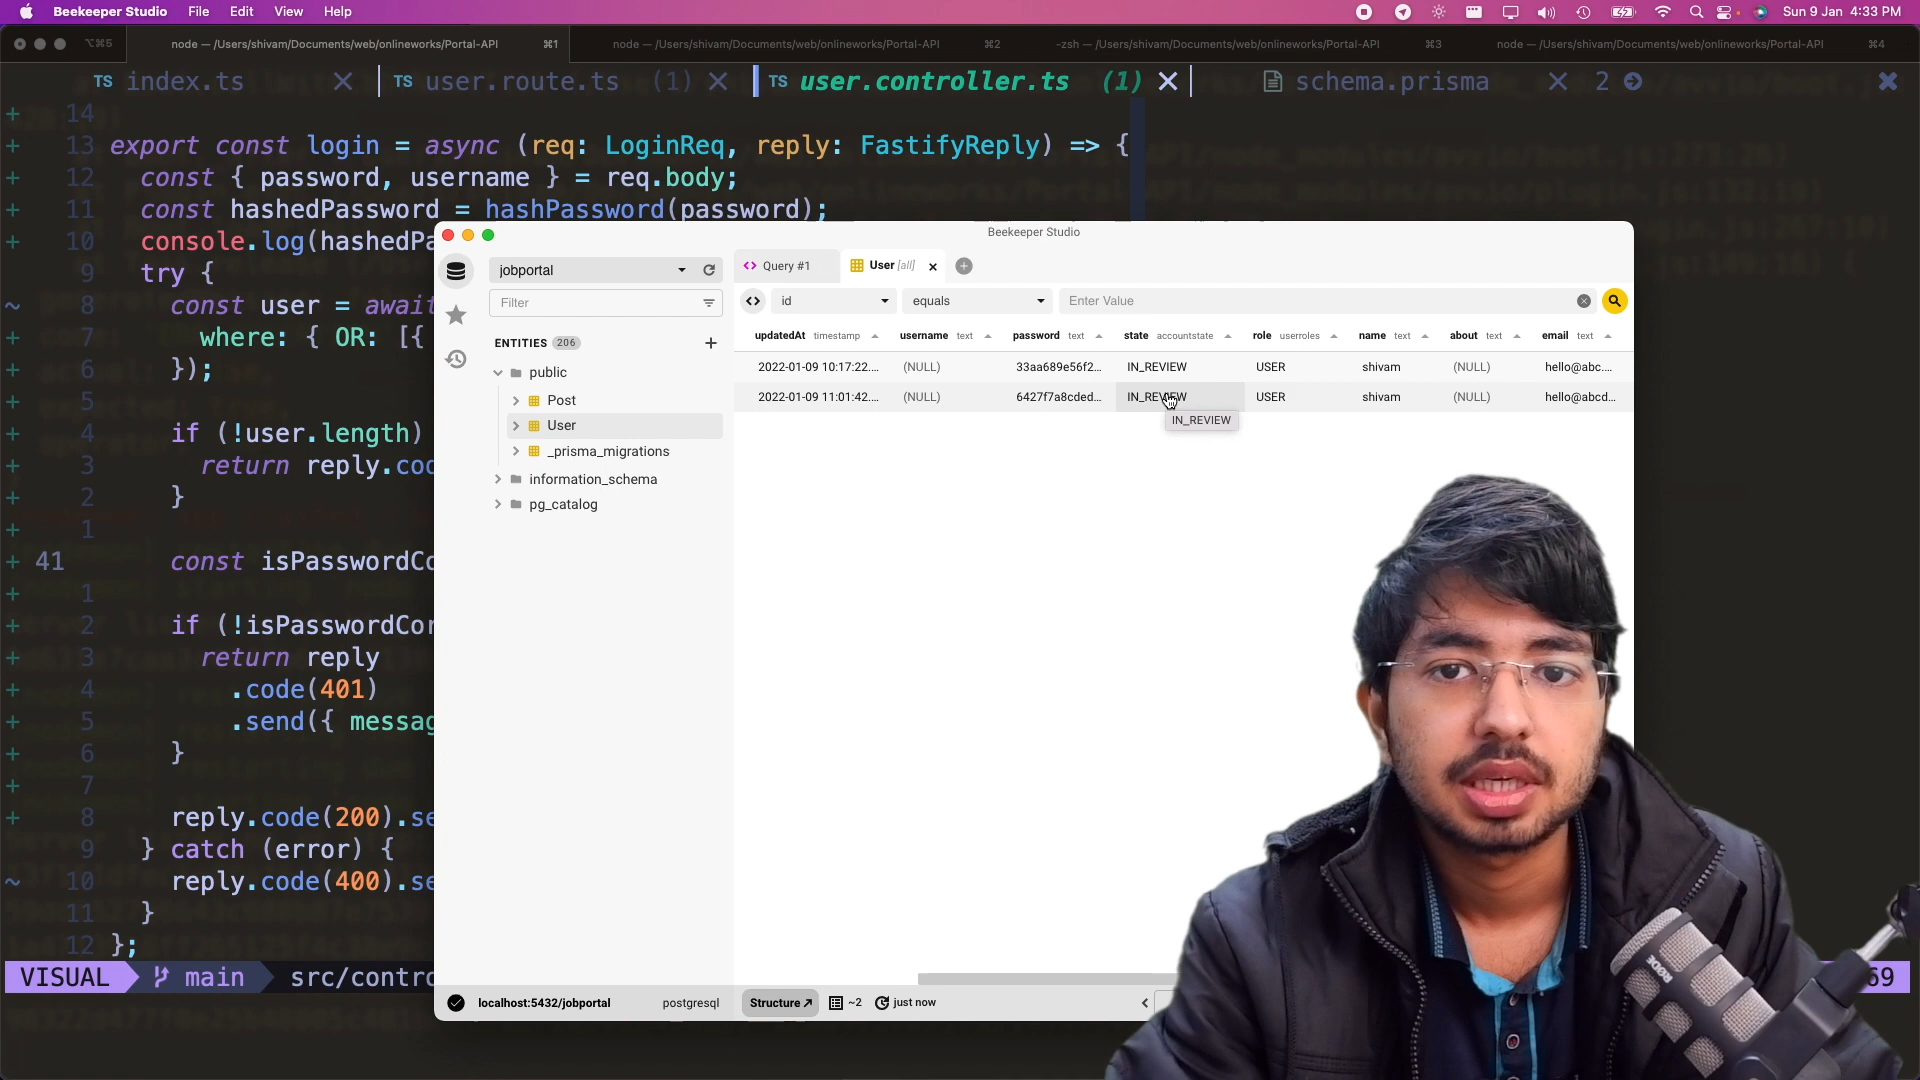 Beekeeper Studio File Edit View Help Sun 9 Jan 4:33 PM
⌥⌘5 node — /Users/shivam/Documents/web/onlineworks/Portal-API ⌘1 node — /Users/shivam/Documents/web/onlineworks/Portal-API ⌘2 -zsh — /Users/shivam/Documents/web/onlineworks/Portal-API ⌘3 node — /Users/shivam/Documents/web/onlineworks/Portal-API ⌘4
TS index.ts TS user.route.ts (1) TS user.controller.ts (1) schema.prisma 2
+ 14
+ 13 export const login = async (req: LoginReq, reply: FastifyReply) => {
+ 12 const { password, username } = req.body;
+ 11 const hashedPassword = hashPassword(password);
+ 10 console.log(hashedPa
+ 9 try {
~ 8 const user = await
+ 7 where: { OR: [{
+ 6 });
+ 5
+ 4 if (!user.length)
+ 3 return reply.cod
+ 2 }
+ 1
+ 41 const isPasswordCo
+ 1
+ 2 if (!isPasswordCor
+ 3 return reply
+ 4 .code(401)
+ 5 .send({ messag
+ 6 }
+ 7
+ 8 reply.code(200).se
9 } catch (error) {
~ 10 reply.code(400).se
11 }
12 };
VISUAL main src/contro 69
Beekeeper Studio
jobportal
Filter
ENTITIES 206
public
Post
User
_prisma_migrations
information_schema
pg_catalog
localhost:5432/jobportal postgresql
Query #1 User [all]
id equals Enter Value
updatedAt timestamp username text password text state accountstate role userroles name text about text email text
2022-01-09 10:17:22.... (NULL) 33aa689e56f2... IN_REVIEW USER shivam (NULL) hello@abc....
2022-01-09 11:01:42.... (NULL) 6427f7a8cded... IN_REVIEW USER shivam (NULL) hello@abcd...
IN_REVIEW
Structure ~2 just now
RØDE